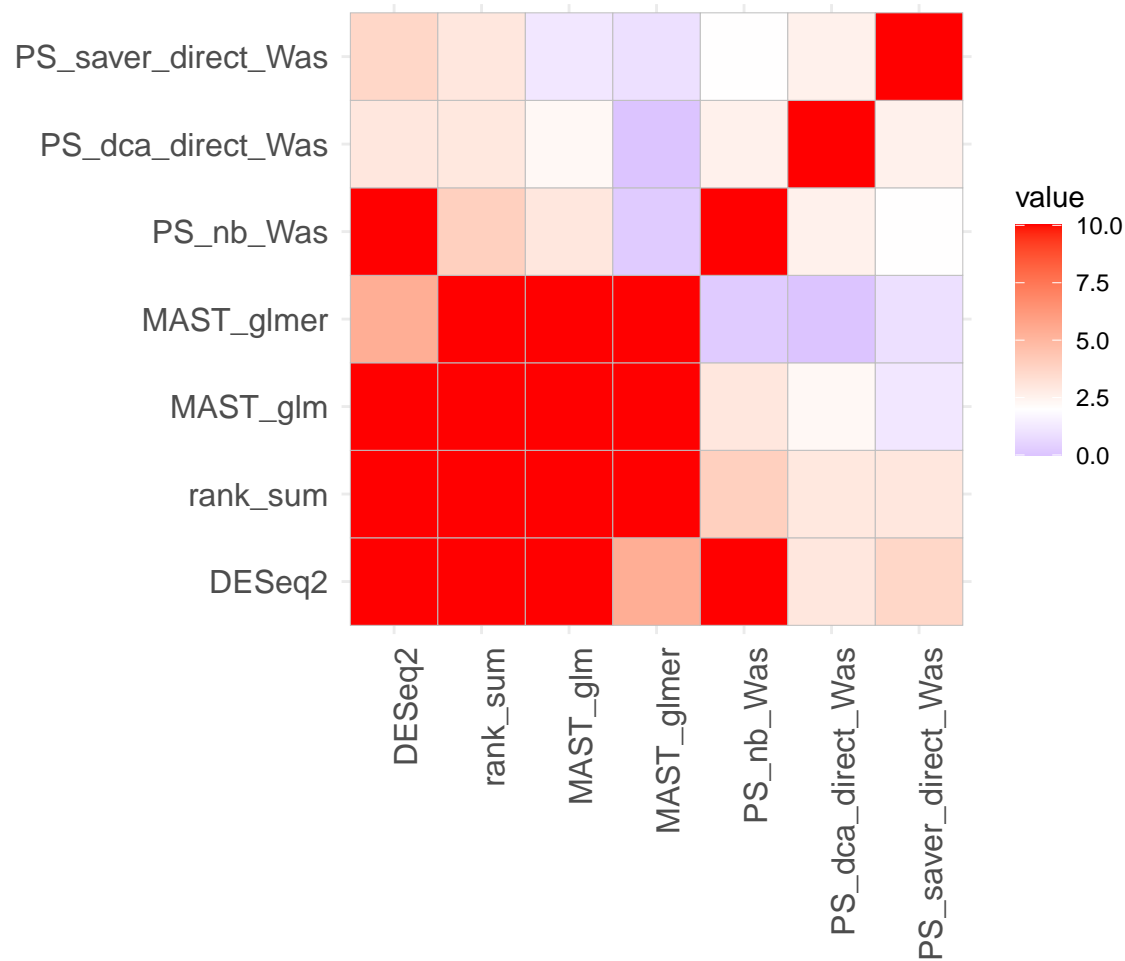 PS_saver_direct_Was
PS_dca_direct_Was
PS_nb_Was
MAST_glmer
MAST_glm
rank_sum
DESeq2
DESeq2
rank_sum
MAST_glm
MAST_glmer
PS_nb_Was
PS_dca_direct_Was
PS_saver_direct_Was
value
10.0
7.5
5.0
2.5
0.0